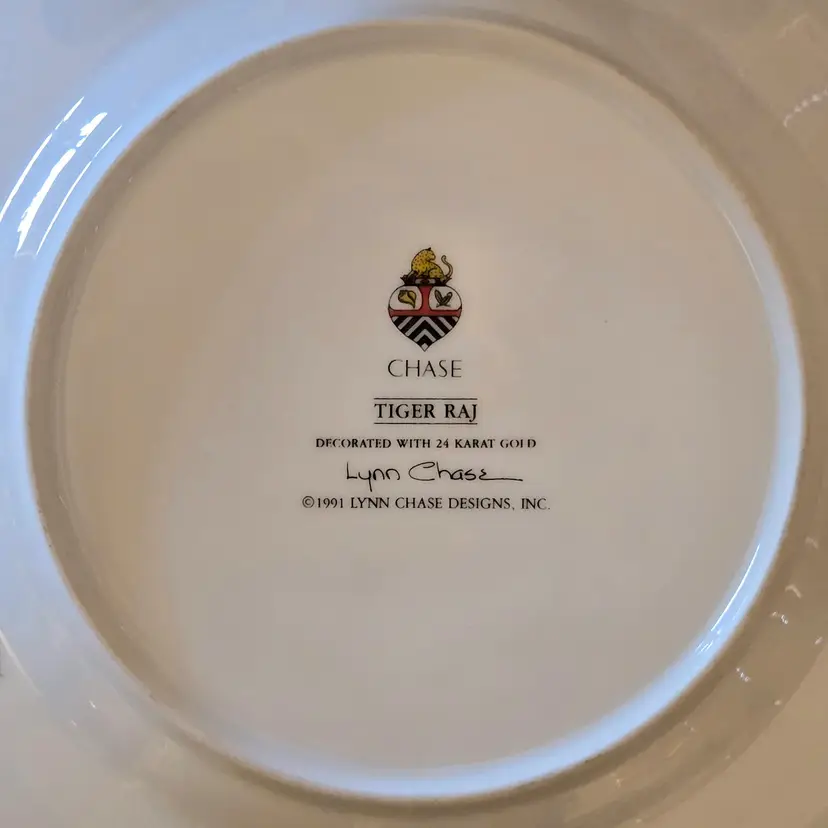 CHASE
TIGER RAJ
DECORATED WITH 24 KARAT GOLD
Lynn Chase
©1991 LYNN CHASE DESIGNS, INC.